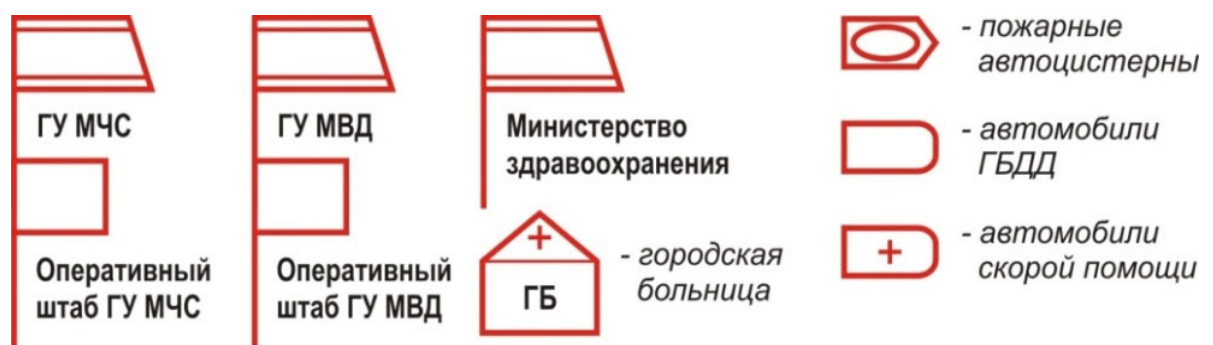 ГУ МЧС
Оперативный
штаб ГУ МЧС
ГУ МВД
Оперативный
штаб ГУ МВД
Министерство
здравоохранения
ГБ
- городская
больница
- пожарные
автоцистерны
- автомобили
ГБДД
- автомобили
скорой помощи